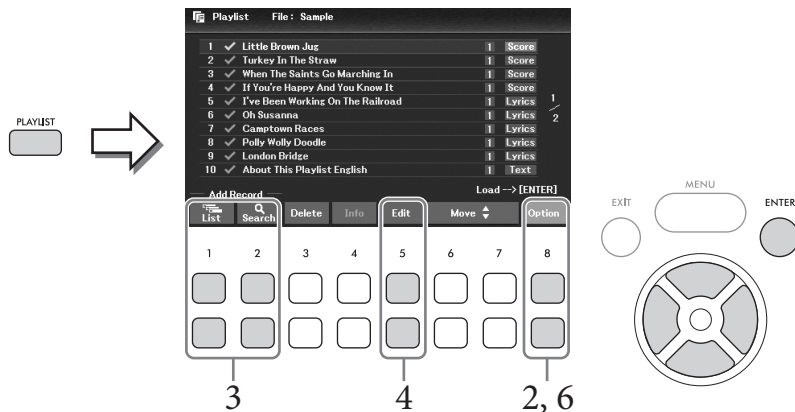 Playlist File: Sample
1 Little Brown Jug 1 Score
2 Turkey In The Straw 1 Score
3 When The Saints Go Marching In 1 Score
4 If You're Happy And You Know It 1 Score
5 I've Been Working On The Railroad 1 Lyrics
6 Oh Susanna 1 Lyrics
7 Camptown Races 1 Lyrics
8 Polly Wolly Doodle 1 Lyrics
9 London Bridge 1 Lyrics
10 About This Playlist English 1 Text
1/2
PLAYLIST
Add Record
Load-->[ENTER]
List Search Delete Info Edit Move Option
1 2 3 4 5 6 7 8
EXIT MENU ENTER
3 4 2, 6